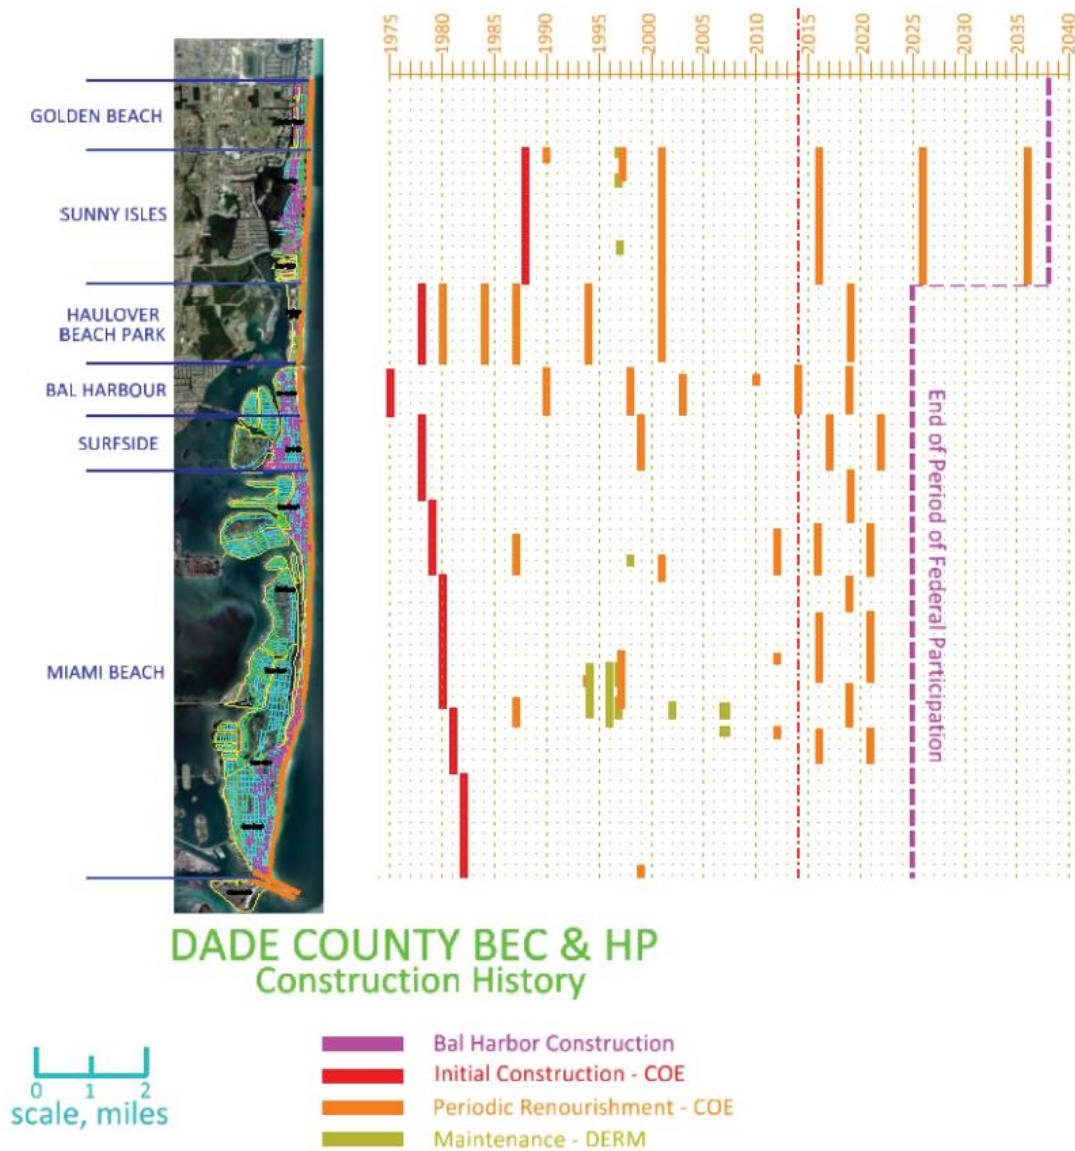 1975
1980
1985
1990
1995
2000
2005
2010
2015
2020
2025
2030
2035
2040
GOLDEN BEACH
SUNNY ISLES
HAULOVER
BEACH PARK
BAL HARBOUR
SURFSIDE
MIAMI BEACH
End of Period of Federal Participation
DADE COUNTY BEC & HP
Construction History
0 1 2
scale, miles
Bal Harbor Construction
Initial Construction - COE
Periodic Renourishment - COE
Maintenance - DERM